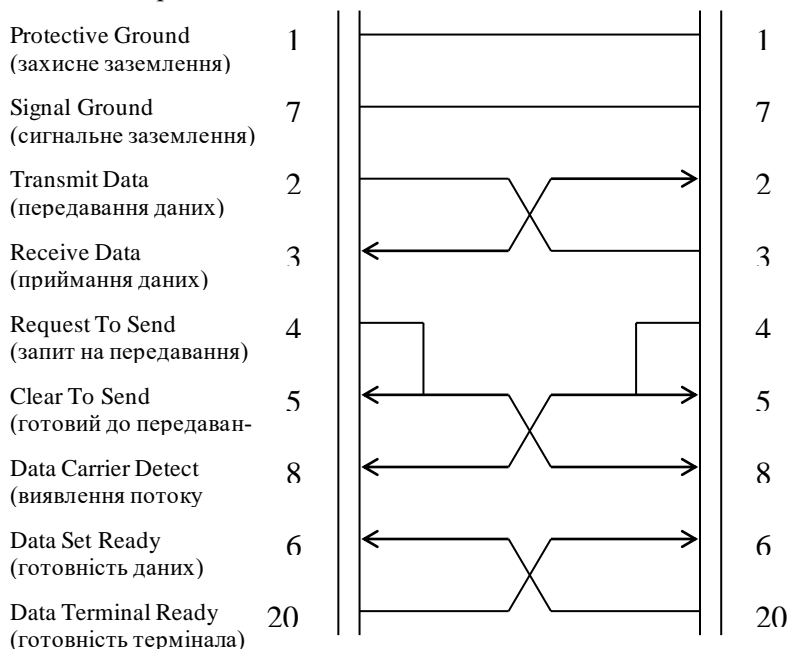 Protective Ground 1 1
(захисне заземлення)
Signal Ground 7 7
(сигнальне заземлення)
Transmit Data 2 2
(передавання даних)
Receive Data 3 3
(приймання даних)
Request To Send 4 4
(запит на передавання)
Clear To Send 5 5
(готовий до передаван-
Data Carrier Detect 8 8
(виявлення потоку
Data Set Ready 6 6
(готовність даних)
Data Terminal Ready 20 20
(готовність термінала)